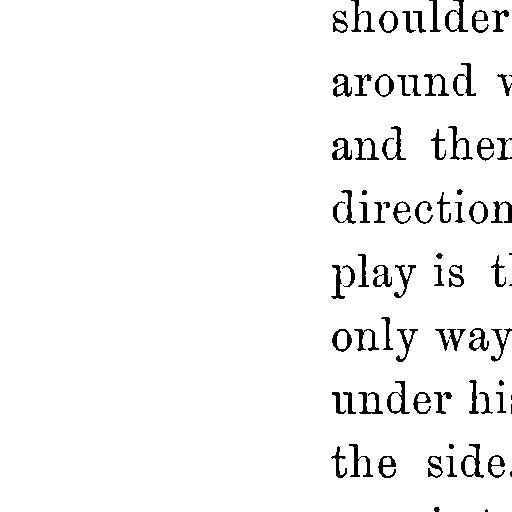 shoulder
around
and then
direction
play is
only way
under his
the side.